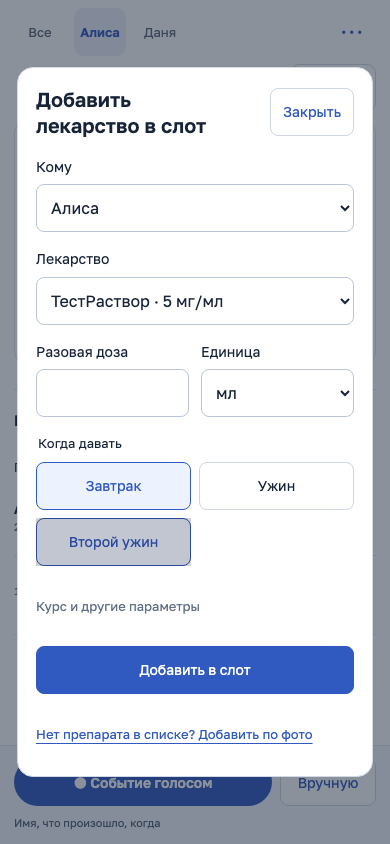 Все Алиса Даня
Добавить
лекарство в слот
Закрыть
Кому
Алиса
Лекарство
ТестРаствор · 5 мг/мл
Разовая доза Единица
мл
Когда давать
Завтрак Ужин
Второй ужин
Курс и другие параметры
Добавить в слот
Нет препарата в списке? Добавить по фото
Событие голосом Вручную
Имя, что произошло, когда